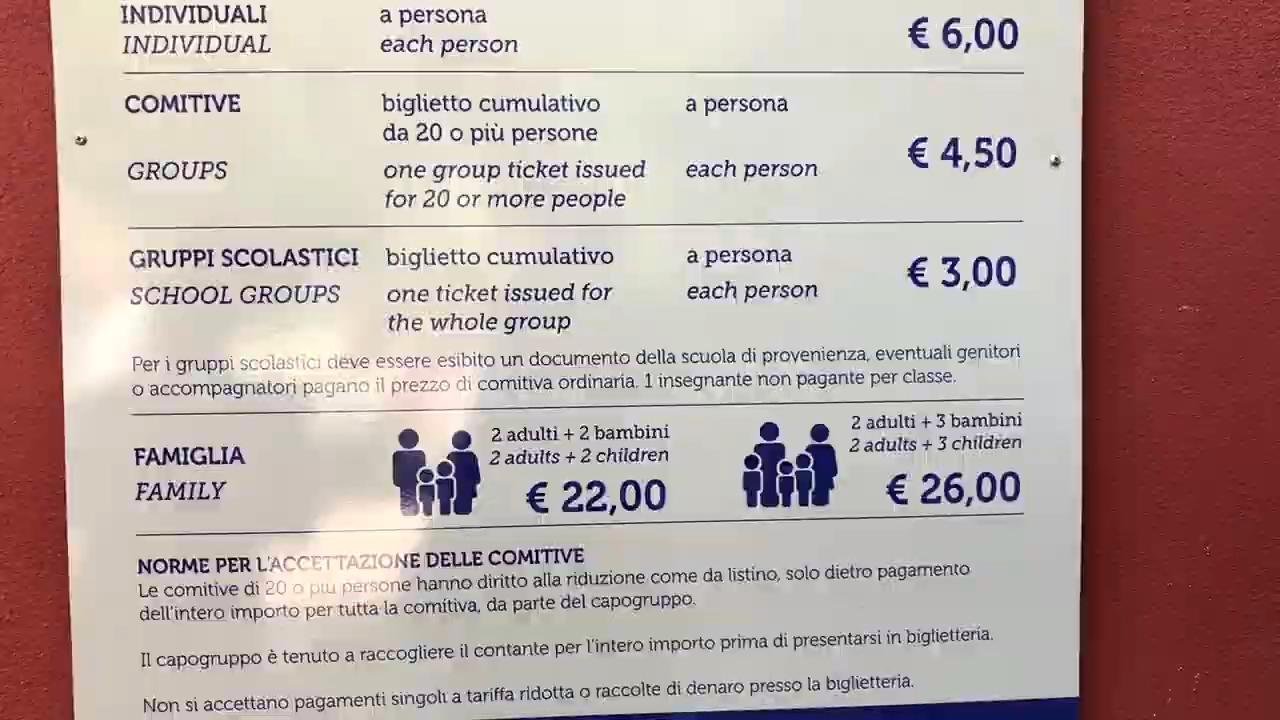 INDIVIDUALI a persona
INDIVIDUAL each person € 6,00
COMITIVE biglietto cumulativo a persona
da 20 o più persone
€ 4,50
GROUPS one group ticket issued each person
for 20 or more people
GRUPPI SCOLASTICI biglietto cumulativo a persona
€ 3,00
SCHOOL GROUPS one ticket issued for each person
the whole group
Per i gruppi scolastici deve essere esibito un documento della scuola di provenienza, eventuali genitori
o accompagnatori pagano il prezzo di comitiva ordinaria. 1 insegnante non pagante per classe.
FAMIGLIA
FAMILY
2 adulti + 2 bambini
2 adults + 2 children
€ 22,00
2 adulti + 3 bambini
2 adults + 3 children
€ 26,00
NORME PER L'ACCETTAZIONE DELLE COMITIVE
Le comitive di 20 o più persone hanno diritto alla riduzione come da listino, solo dietro pagamento
dell'intero importo per tutta la comitiva, da parte del capogruppo.
Il capogruppo è tenuto a raccogliere il contante per l'intero importo prima di presentarsi in biglietteria.
Non si accettano pagamenti singoli a tariffa ridotta o raccolte di denaro presso la biglietteria.